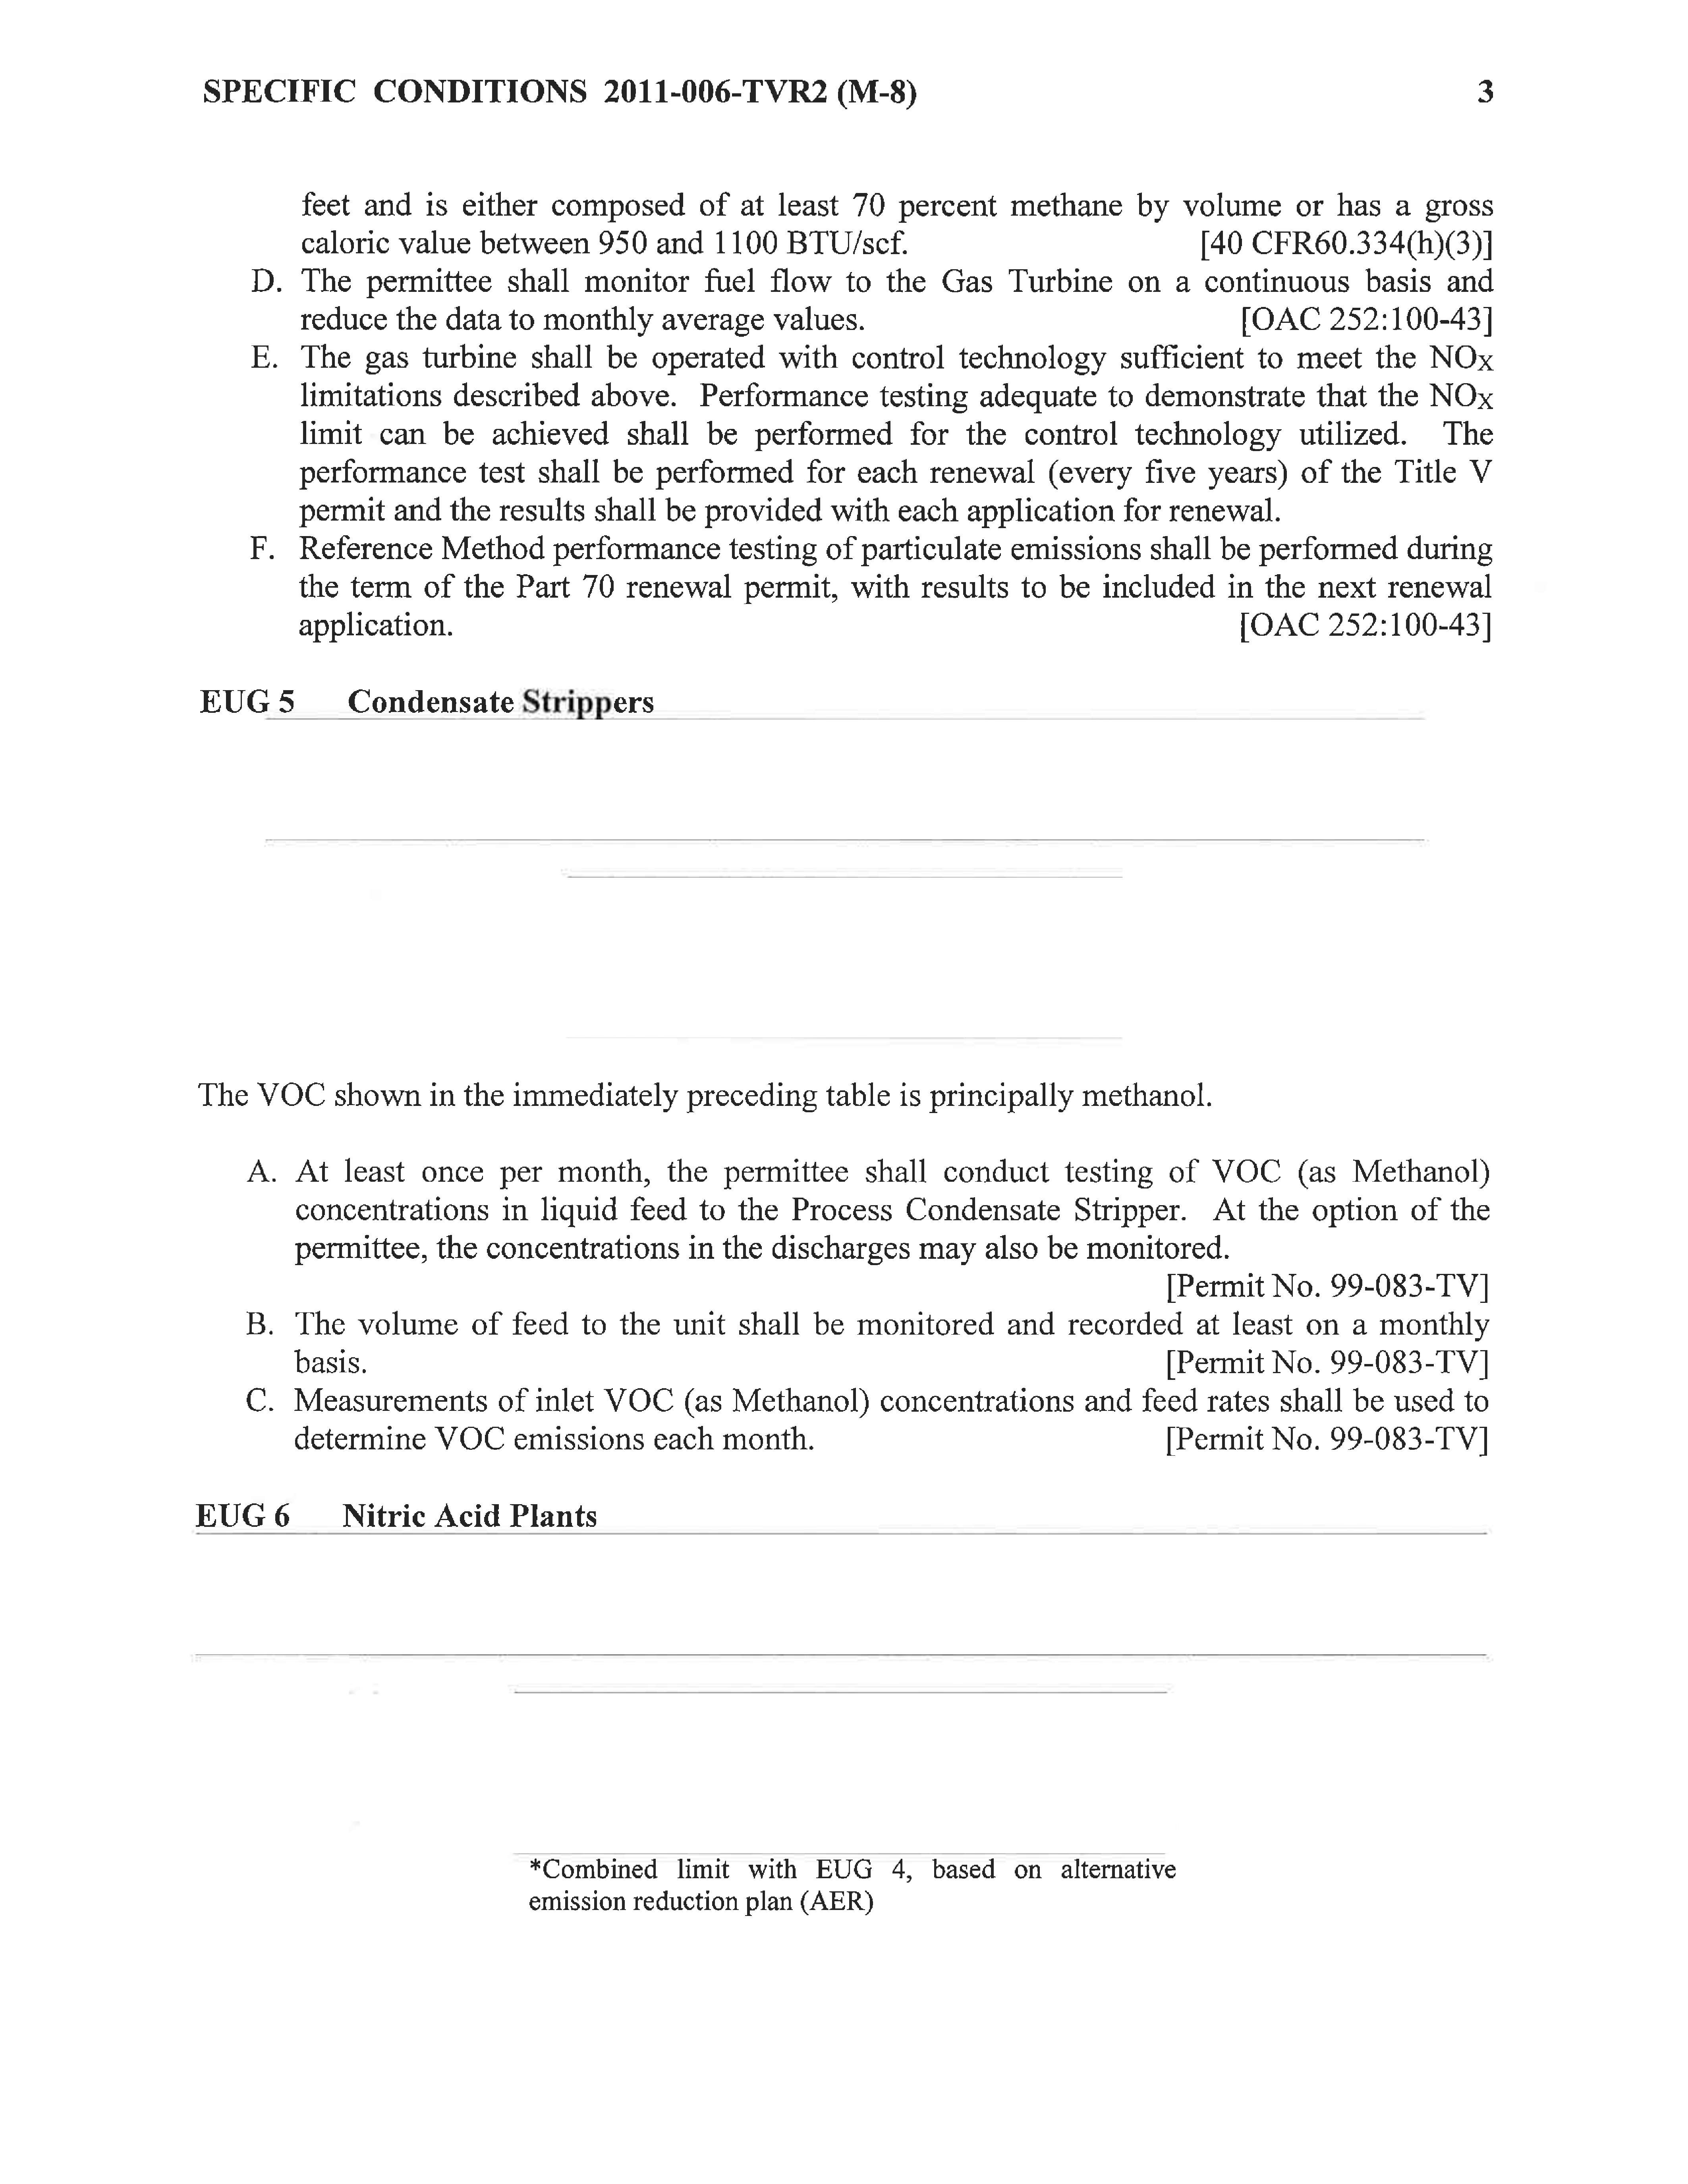 SPECIFIC CONDITIONS 2011-006-TVR2 (M-8) 3
feet and is either composed of at least 70 percent methane by volume or has a gross
caloric value between 950 and 1100 BTU/scf. [40 CFR60.334(h)(3)]
D. The permittee shall monitor fuel flow to the Gas Turbine on a continuous basis and
reduce the data to monthly average values. [OAC 252:100-43]
E. The gas turbine shall be operated with control technology sufficient to meet the NOX
limitations described above. Performance testing adequate to demonstrate that the NOX
limit can be achieved shall be performed for the control technology utilized. The
performance test shall be performed for each renewal (every five years) of the Title V
permit and the results shall be provided with each application for renewal.
F. Reference Method performance testing of particulate emissions shall be performed during
the term of the Part 70 renewal permit, with results to be included in the next renewal
application. [OAC 252:100-43]
EUG 5 Condensate Strippers
The VOC shown in the immediately preceding table is principally methanol.
A. At least once per month, the permittee shall conduct testing of VOC (as Methanol)
concentrations in liquid feed to the Process Condensate Stripper. At the option of the
permittee, the concentrations in the discharges may also be monitored.
[Permit No. 99-083-TV]
B. The volume of feed to the unit shall be monitored and recorded at least on a monthly
basis. [Permit No. 99-083-TV]
C. Measurements of inlet VOC (as Methanol) concentrations and feed rates shall be used to
determine VOC emissions each month. [Permit No. 99-083-TV]
EUG 6 Nitric Acid Plants
*Combined limit with EUG 4, based on alternative
emission reduction plan (AER)